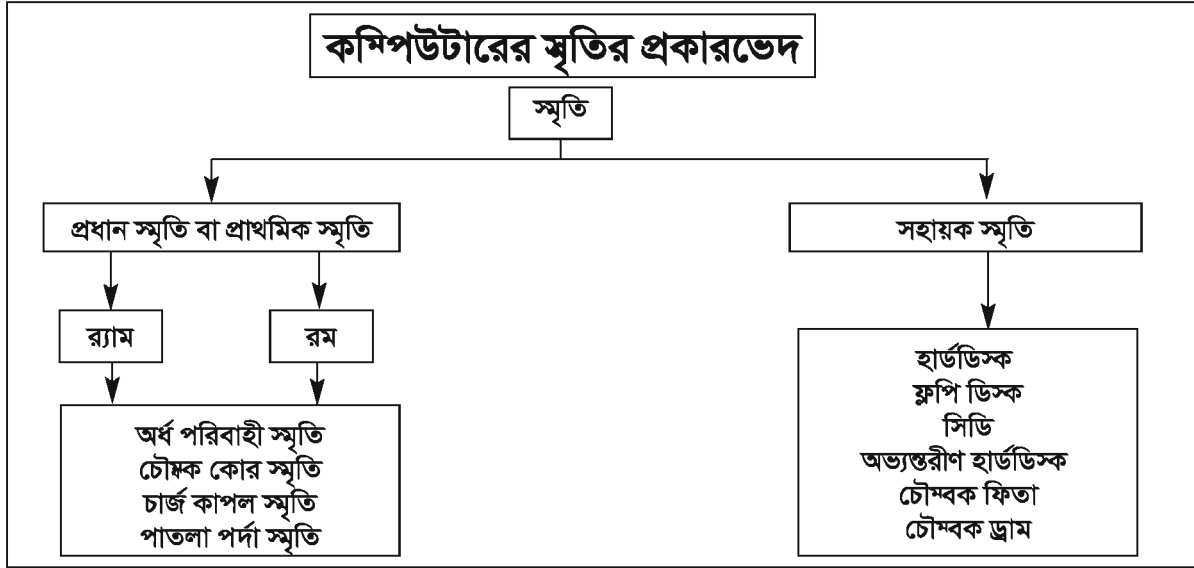 কম্পিউটারের স্মৃতির প্রকারভেদ
স্মৃতি
প্রধান স্মৃতি বা প্রাথমিক স্মৃতি
সহায়ক স্মৃতি
র‍্যাম
রম
অর্ধ পরিবাহী স্মৃতি
চৌম্বক কোর স্মৃতি
চার্জ কাপল স্মৃতি
পাতলা পর্দা স্মৃতি
হার্ডডিস্ক
ফ্লপি ডিস্ক
সিডি
অভ্যন্তরীণ হার্ডডিস্ক
চৌম্বক ফিতা
চৌম্বক ড্রাম